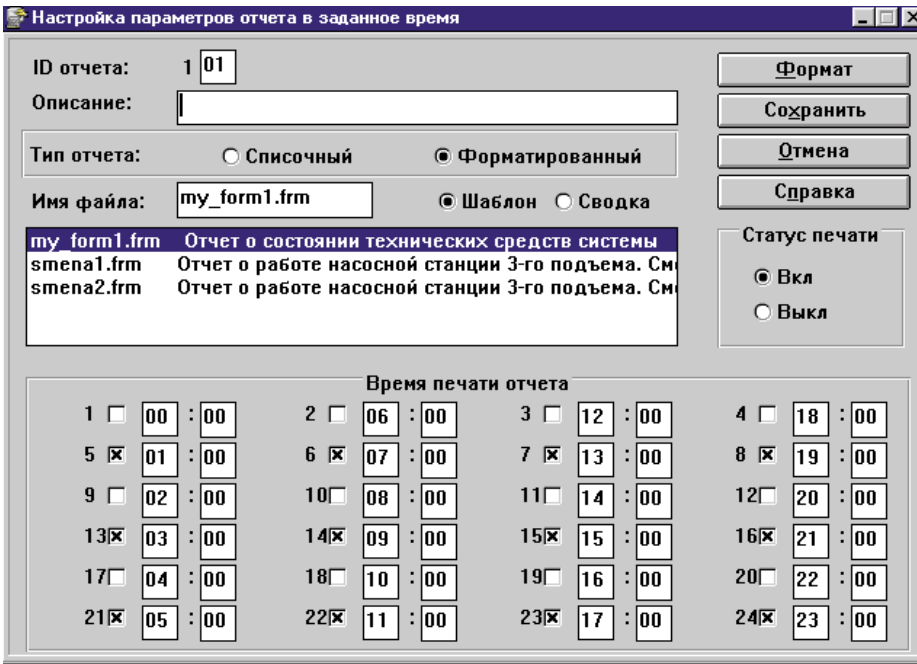 Настройка параметров отчета в заданное время
ID отчета: 1 01
Формат
Описание:
Сохранить
Тип отчета: Списочный Форматированный
Отмена
Имя файла: my_form1.frm Шаблон Сводка
Справка
my_form1.frm Отчет о состоянии технических средств системы
smena1.frm Отчет о работе насосной станции 3-го подъема. См
smena2.frm Отчет о работе насосной станции 3-го подъема. См
Статус печати
Вкл
Выкл
Время печати отчета
1 00 : 00 2 06 : 00 3 12 : 00 4 18 : 00
5 01 : 00 6 07 : 00 7 13 : 00 8 19 : 00
9 02 : 00 10 08 : 00 11 14 : 00 12 20 : 00
13 03 : 00 14 09 : 00 15 15 : 00 16 21 : 00
17 04 : 00 18 10 : 00 19 16 : 00 20 22 : 00
21 05 : 00 22 11 : 00 23 17 : 00 24 23 : 00